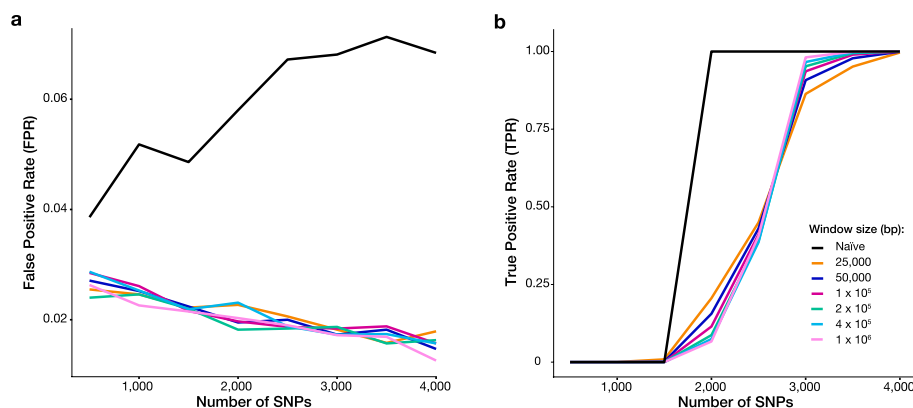 a
False Positive Rate (FPR)
0.06
0.04
0.02
1,000
2,000
3,000
4,000
Number of SNPs
b
True Positive Rate (TPR)
1.00
0.75
0.50
0.25
0
1,000
2,000
3,000
4,000
Number of SNPs
Window size (bp):
Naïve
25,000
50,000
1 x 10⁵
2 x 10⁵
4 x 10⁵
1 x 10⁶